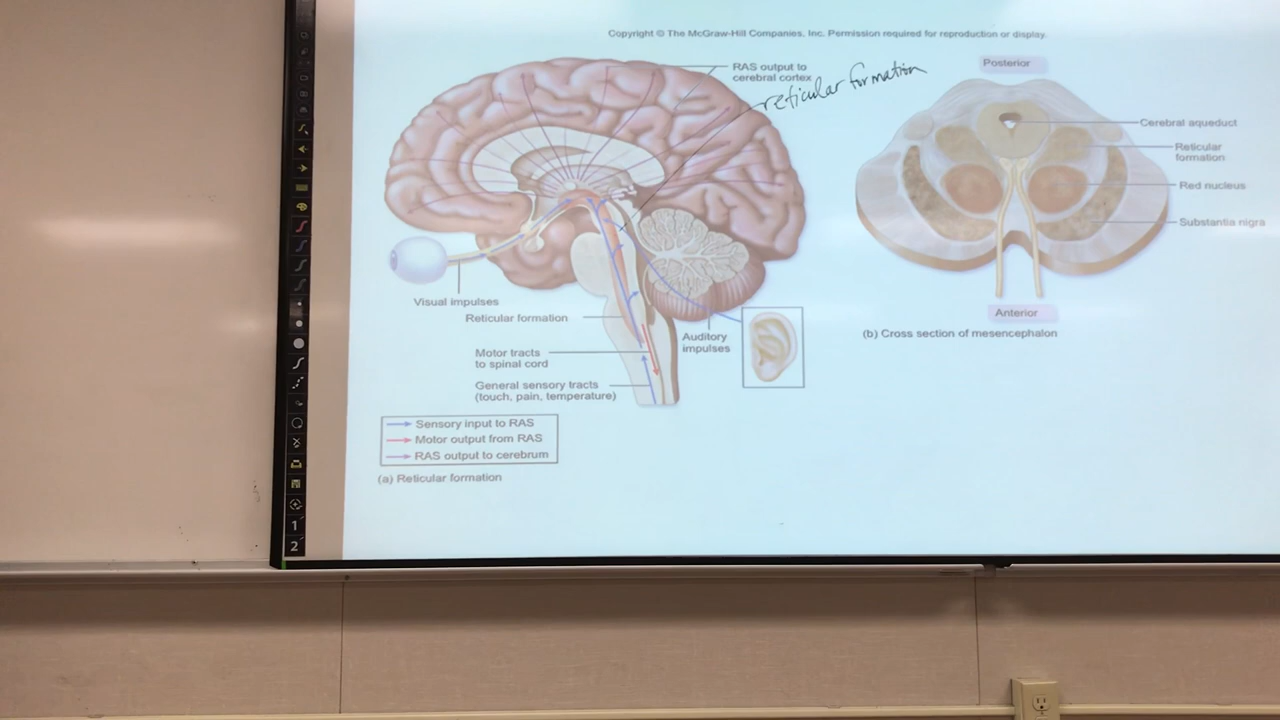 Copyright © The McGraw-Hill Companies, Inc. Permission required for reproduction or display.
RAS output to
cerebral cortex
reticular formation
Visual impulses
Reticular formation
Motor tracts
to spinal cord
General sensory tracts
(touch, pain, temperature)
Auditory
impulses
Sensory input to RAS
Motor output from RAS
RAS output to cerebrum
(a) Reticular formation
Posterior
Cerebral aqueduct
Reticular
formation
Red nucleus
Substantia nigra
Anterior
(b) Cross section of mesencephalon
1
2